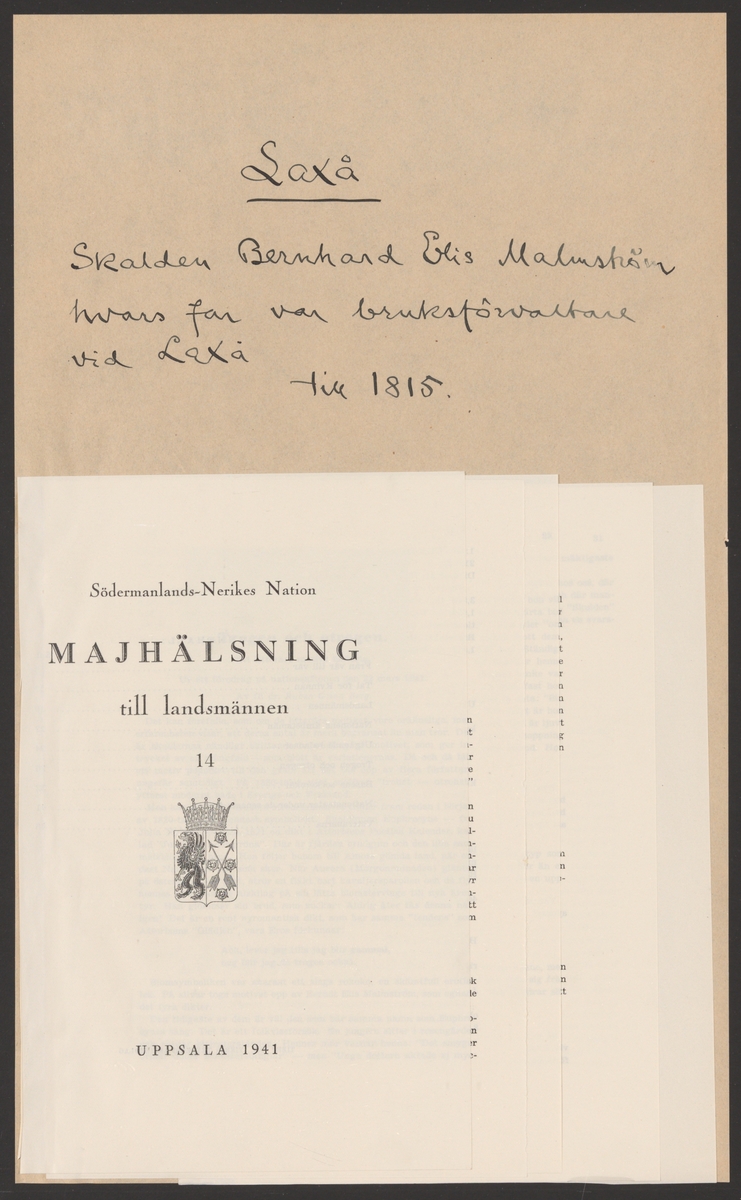 Laxå
Skalden Bernhard Elis Malmström
hvars far var bruksförvaltare
vid Laxå
till 1815.
Södermanlands-Nerikes Nation
MAJHÄLSNING
till landsmännen
14
UPPSALA 1941